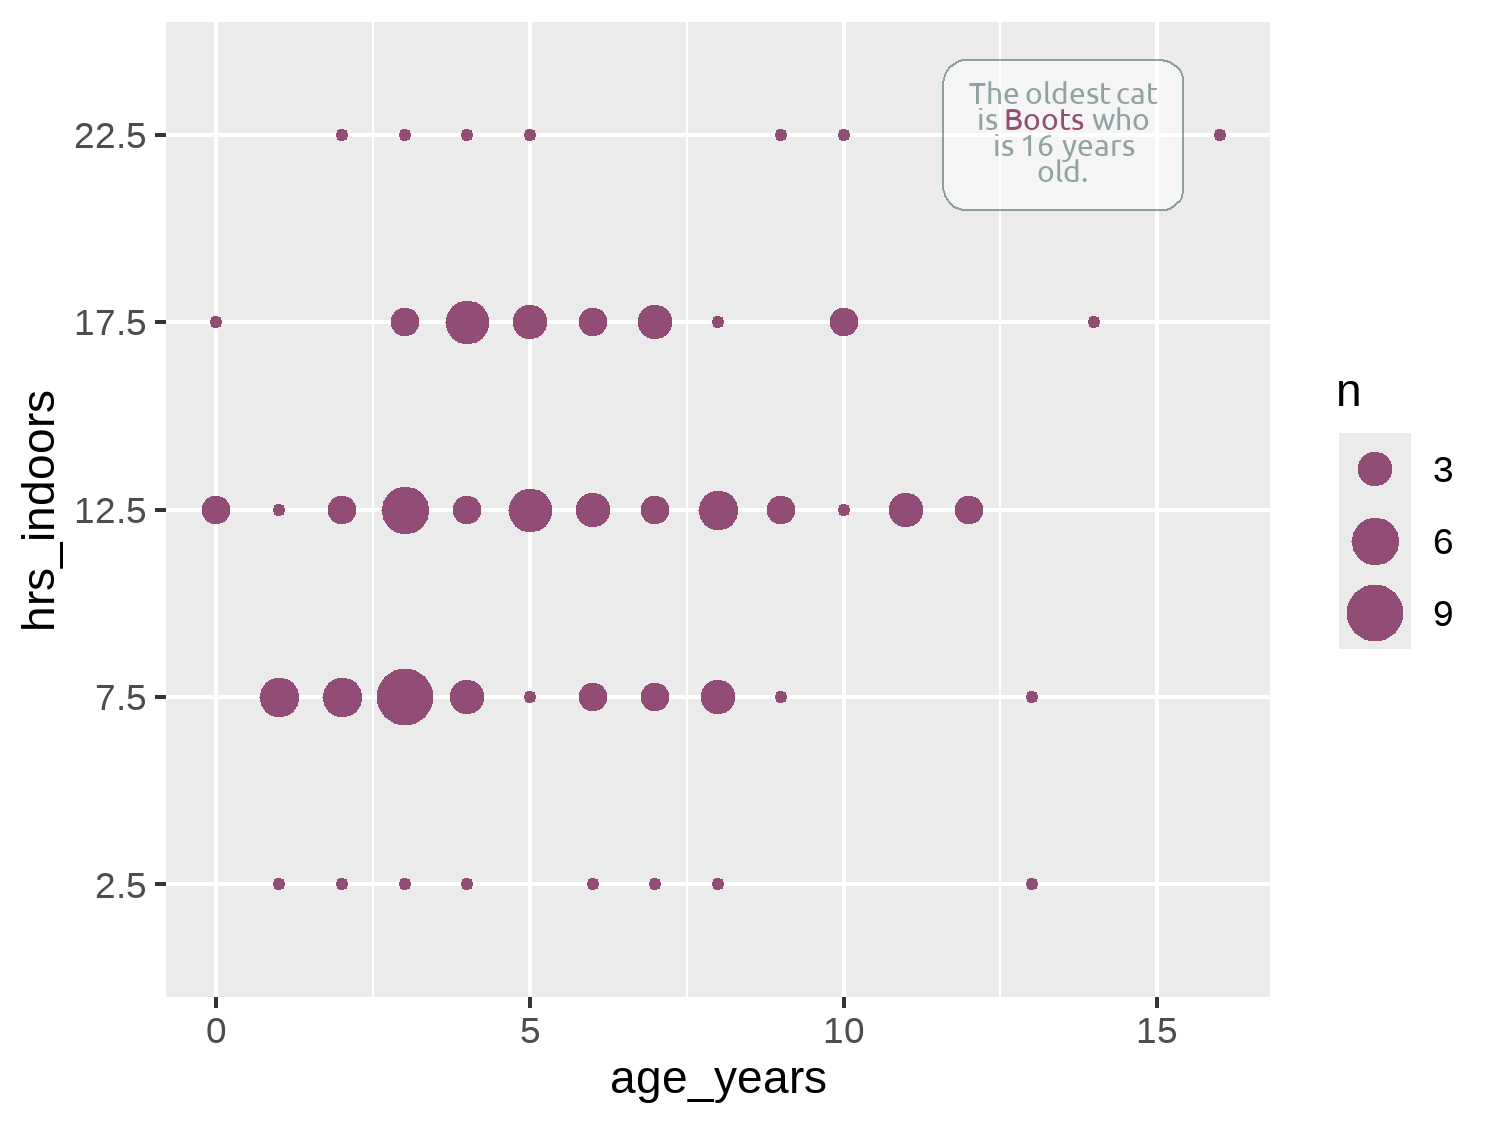 The oldest cat
is Boots who
is 16 years
old.
22.5
17.5
12.5
7.5
2.5
hrs_indoors
0 5 10 15
age_years
n
3
6
9